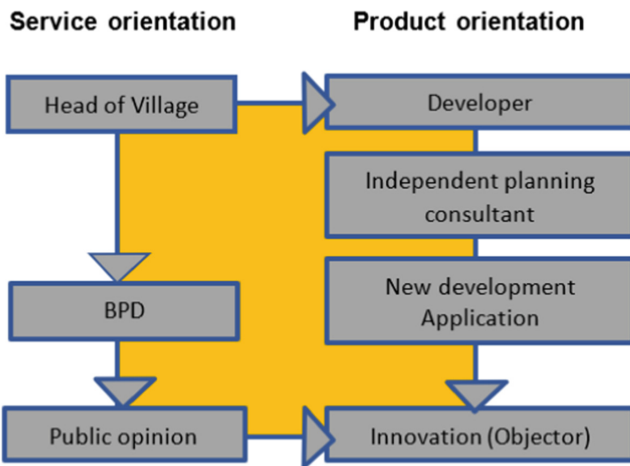 Service orientation
Product orientation
Head of Village
Developer
Independent planning
consultant
BPD
New development
Application
Public opinion
Innovation (Objector)